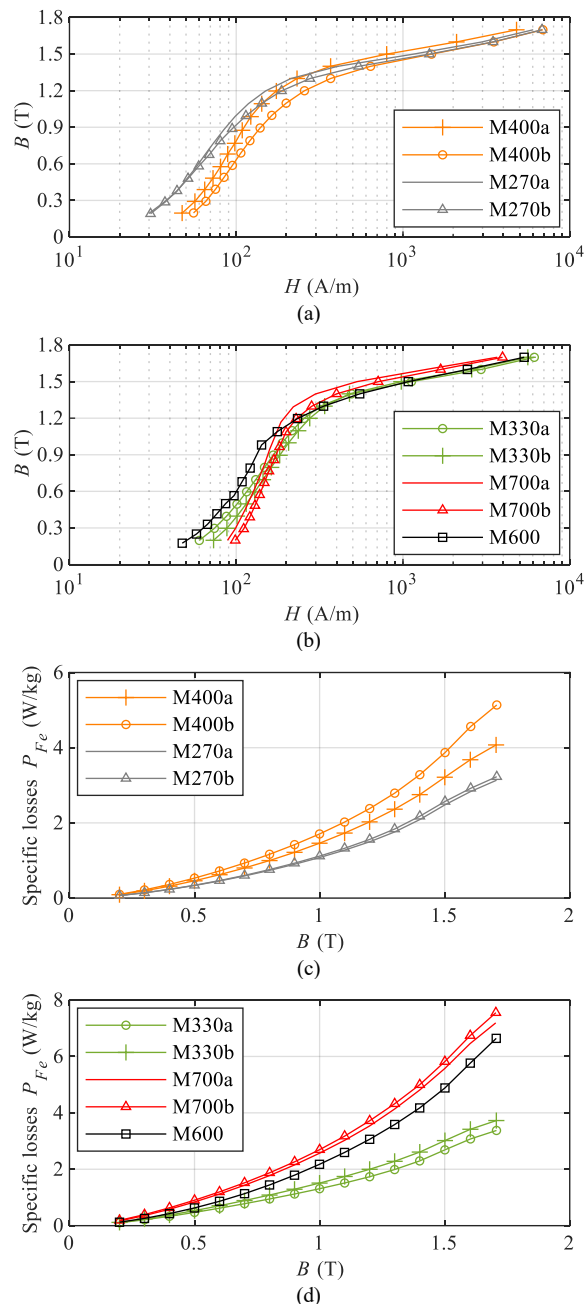 1.8
1.5
1.2
0.9
0.6
0.3
0
B (T)
M400a
M400b
M270a
M270b
10^1
10^2
10^3
10^4
H (A/m)
(a)
1.8
1.5
1.2
0.9
0.6
0.3
0
B (T)
M330a
M330b
M700a
M700b
M600
10^1
10^2
10^3
10^4
H (A/m)
(b)
6
4
2
0
Specific losses P_Fe (W/kg)
M400a
M400b
M270a
M270b
0
0.5
1
1.5
2
B (T)
(c)
8
6
4
2
0
Specific losses P_Fe (W/kg)
M330a
M330b
M700a
M700b
M600
0
0.5
1
1.5
2
B (T)
(d)